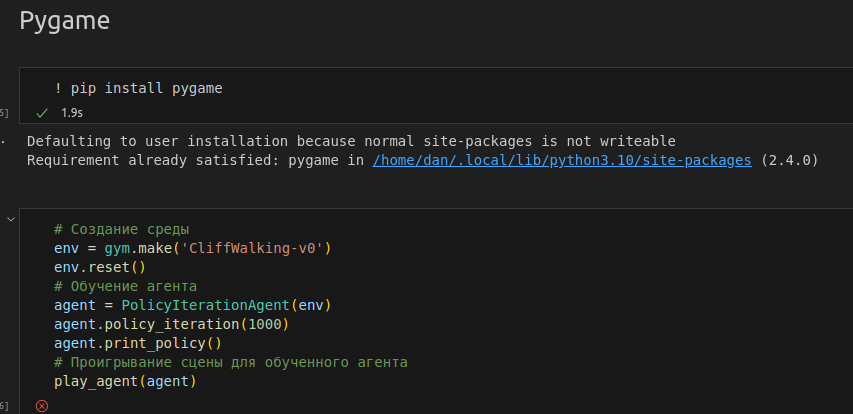 Pygame
! pip install pygame
5]
1.9s
Defaulting to user installation because normal site-packages is not writeable
Requirement already satisfied: pygame in /home/dan/.local/lib/python3.10/site-packages (2.4.0)
# Создание среды
env = gym.make('CliffWalking-v0')
env.reset()
# Обучение агента
agent = PolicyIterationAgent(env)
agent.policy_iteration(1000)
agent.print_policy()
# Проигрывание сцены для обученного агента
play_agent(agent)
6]